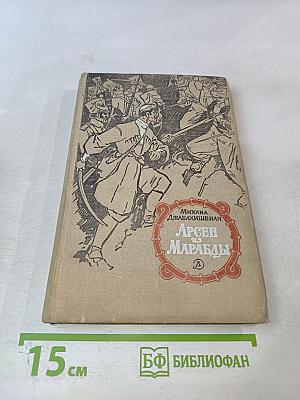 Михаил
Джавахишвили
Арсен
из
Марабды
15 см
БФ БИБЛИОФАН